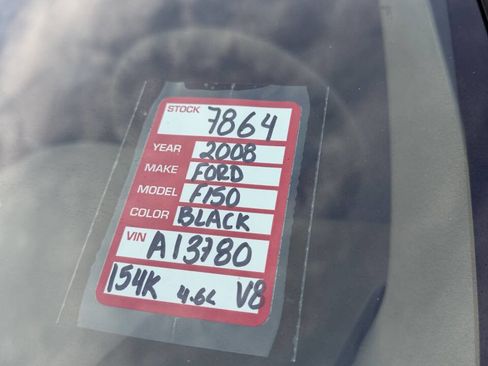 STOCK 7864
YEAR 2008
MAKE FORD
MODEL F150
COLOR BLACK
VIN A13780
154K 4.6L V8